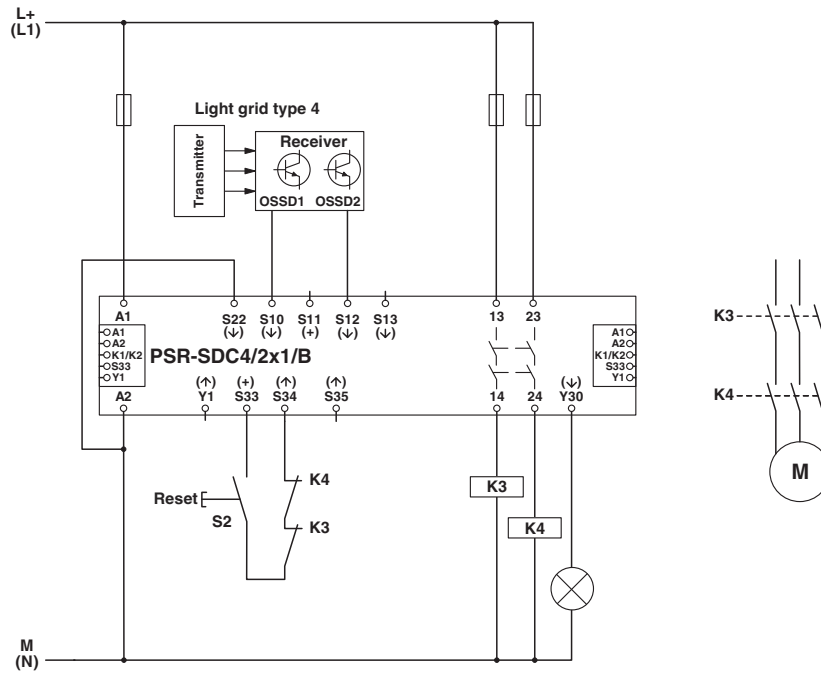 L+
(L1)
Light grid type 4
Transmitter
Receiver
OSSD1 OSSD2
A1 S22 S10 S11 S12 S13 13 23
(↓) (↓) (+) (↓) (↓)
A1
A2
K1/K2
S33
Y1
PSR-SDC4/2x1/B
A1
A2
K1/K2
S33
Y1
(↑) (+) (↑) (↑) (↓)
A2 Y1 S33 S34 S35 14 24 Y30
Reset
S2
K4
K3
K3
K4
M
(N)
K3
K4
M